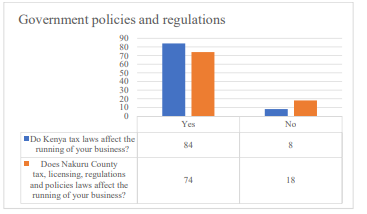 Government policies and regulations
90
80
70
60
50
40
30
20
10
0
Yes
No
Do Kenya tax laws affect the
running of your business?
84
8
Does Nakuru County
tax, licensing, regulations
and policies laws affect the
running of your business?
74
18